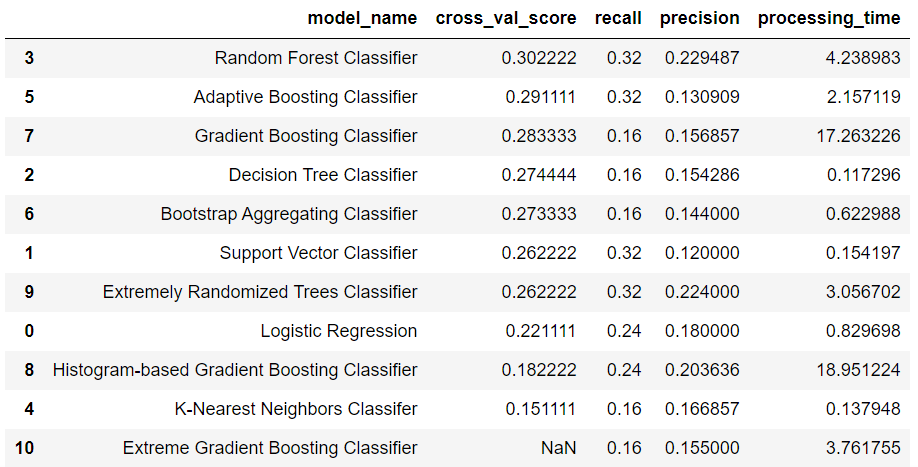 model_name cross_val_score recall precision processing_time
3 Random Forest Classifier 0.302222 0.32 0.229487 4.238983
5 Adaptive Boosting Classifier 0.291111 0.32 0.130909 2.157119
7 Gradient Boosting Classifier 0.283333 0.16 0.156857 17.263226
2 Decision Tree Classifier 0.274444 0.16 0.154286 0.117296
6 Bootstrap Aggregating Classifier 0.273333 0.16 0.144000 0.622988
1 Support Vector Classifier 0.262222 0.32 0.120000 0.154197
9 Extremely Randomized Trees Classifier 0.262222 0.32 0.224000 3.056702
0 Logistic Regression 0.221111 0.24 0.180000 0.829698
8 Histogram-based Gradient Boosting Classifier 0.182222 0.24 0.203636 18.951224
4 K-Nearest Neighbors Classifer 0.151111 0.16 0.166857 0.137948
10 Extreme Gradient Boosting Classifier NaN 0.16 0.155000 3.761755